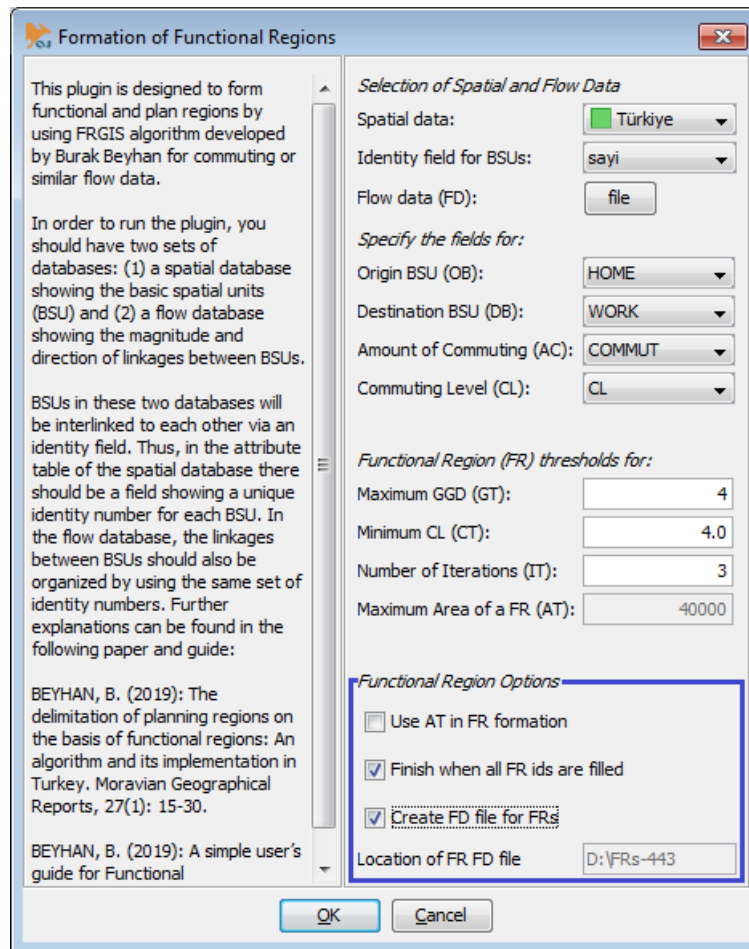 Formation of Functional Regions
This plugin is designed to form
functional and plan regions by
using FRGIS algorithm developed
by Burak Beyhan for commuting or
similar flow data.
In order to run the plugin, you
should have two sets of
databases: (1) a spatial database
showing the basic spatial units
(BSU) and (2) a flow database
showing the magnitude and
direction of linkages between BSUs.
BSUs in these two databases will
be interlinked to each other via an
identity field. Thus, in the attribute
table of the spatial database there
should be a field showing a unique
identity number for each BSU. In
the flow database, the linkages
between BSUs should also be
organized by using the same set of
identity numbers. Further
explanations can be found in the
following paper and guide:
BEYHAN, B. (2019): The
delimitation of planning regions on
the basis of functional regions: An
algorithm and its implementation in
Turkey. Moravian Geographical
Reports, 27(1): 15-30.
BEYHAN, B. (2019): A simple user's
guide for Functional
Selection of Spatial and Flow Data
Spatial data: Türkiye
Identity field for BSUs: sayi
Flow data (FD): file
Specify the fields for:
Origin BSU (OB): HOME
Destination BSU (DB): WORK
Amount of Commuting (AC): COMMUT
Commuting Level (CL): CL
Functional Region (FR) thresholds for:
Maximum GGD (GT): 4
Minimum CL (CT): 4.0
Number of Iterations (IT): 3
Maximum Area of a FR (AT): 40000
Functional Region Options
Use AT in FR formation
Finish when all FR ids are filled
Create FD file for FRs
Location of FR FD file D:\FRs-443
OK Cancel